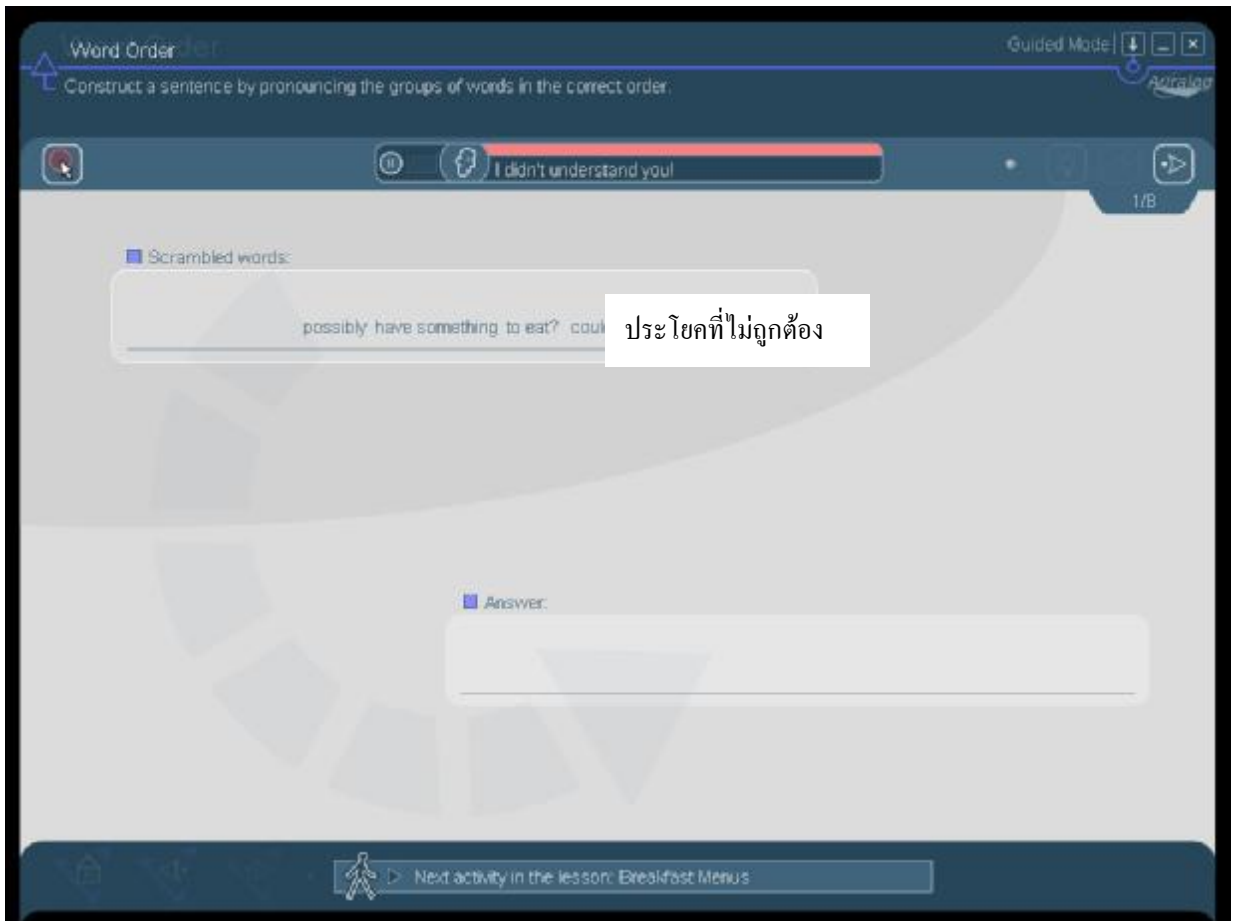 Word Order
Guided Mode
Construct a sentence by pronouncing the groups of words in the correct order.
Auralog
I didn't understand you!
1/8
Scrambled words:
possibly have something to eat?
ประโยคที่ไม่ถูกต้อง
Answer:
Next activity in the lesson: Breakfast Menus